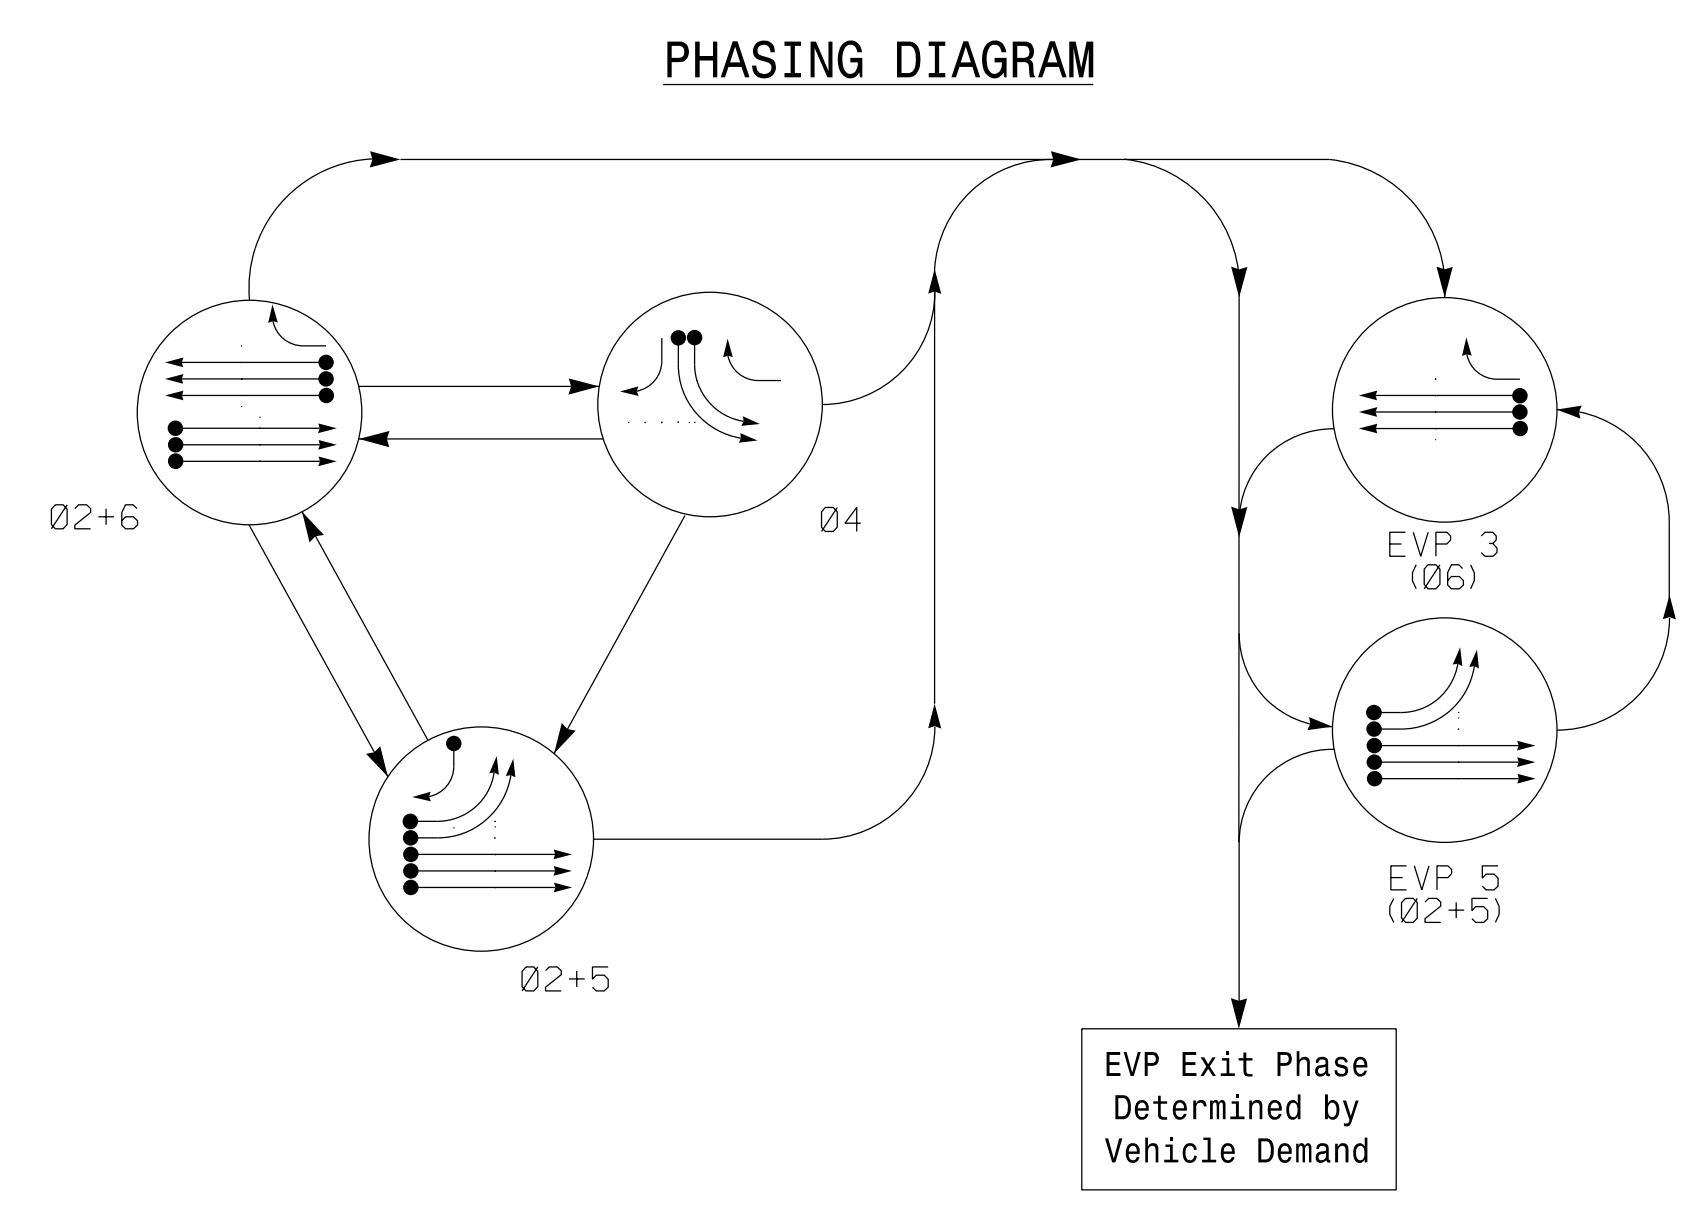 PHASING DIAGRAM
Ø2+6
Ø4
EVP 3
(Ø6)
EVP 5
(Ø2+5)
Ø2+5
EVP Exit Phase
Determined by
Vehicle Demand